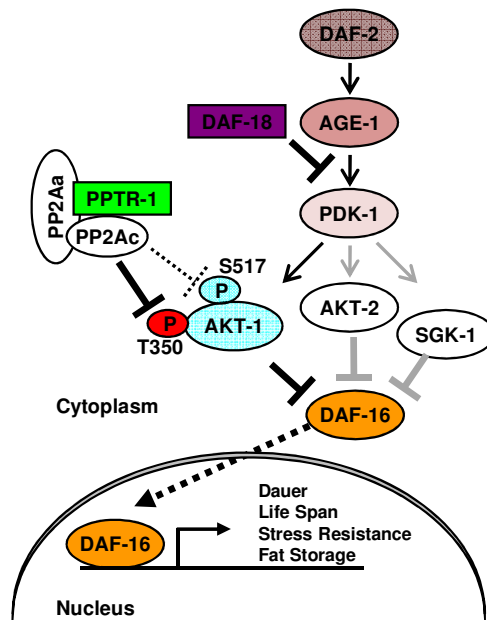 DAF-2
DAF-18
AGE-1
PP2Aa
PPTR-1
PP2Ac
PDK-1
S517
P
P
AKT-1
T350
AKT-2
SGK-1
Cytoplasm
DAF-16
Dauer
Life Span
Stress Resistance
Fat Storage
DAF-16
Nucleus